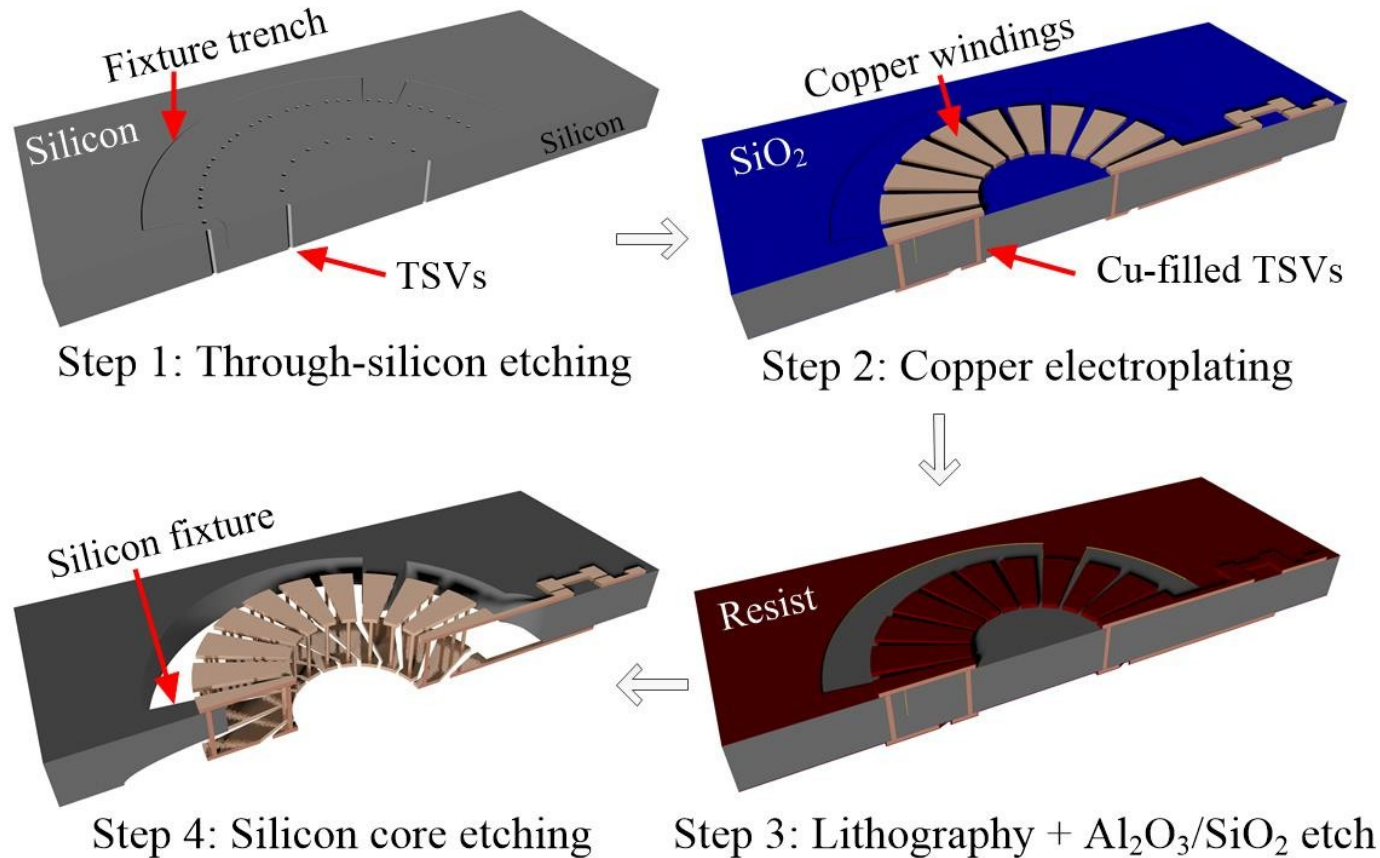 Fixture trench
Silicon
Silicon
TSVs
Step 1: Through-silicon etching
Copper windings
SiO₂
Cu-filled TSVs
Step 2: Copper electroplating
Silicon fixture
Step 4: Silicon core etching
Resist
Step 3: Lithography + Al₂O₃/SiO₂ etch